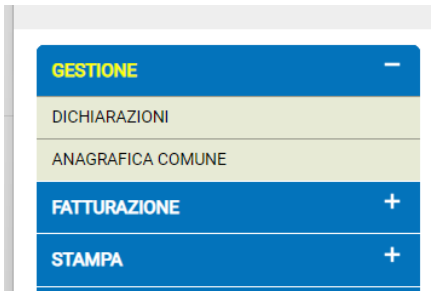 GESTIONE −
DICHIARAZIONI
ANAGRAFICA COMUNE
FATTURAZIONE +
STAMPA +